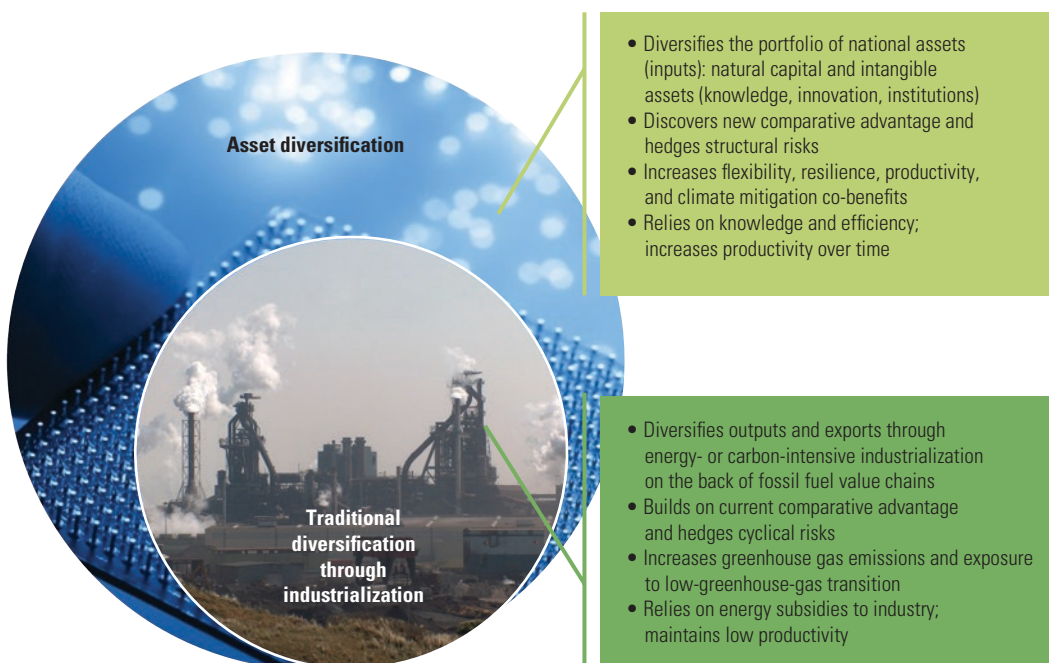 Asset diversification
• Diversifies the portfolio of national assets
(inputs): natural capital and intangible
assets (knowledge, innovation, institutions)
• Discovers new comparative advantage and
hedges structural risks
• Increases flexibility, resilience, productivity,
and climate mitigation co-benefits
• Relies on knowledge and efficiency;
increases productivity over time
Traditional
diversification
through
industrialization
• Diversifies outputs and exports through
energy- or carbon-intensive industrialization
on the back of fossil fuel value chains
• Builds on current comparative advantage
and hedges cyclical risks
• Increases greenhouse gas emissions and exposure
to low-greenhouse-gas transition
• Relies on energy subsidies to industry;
maintains low productivity